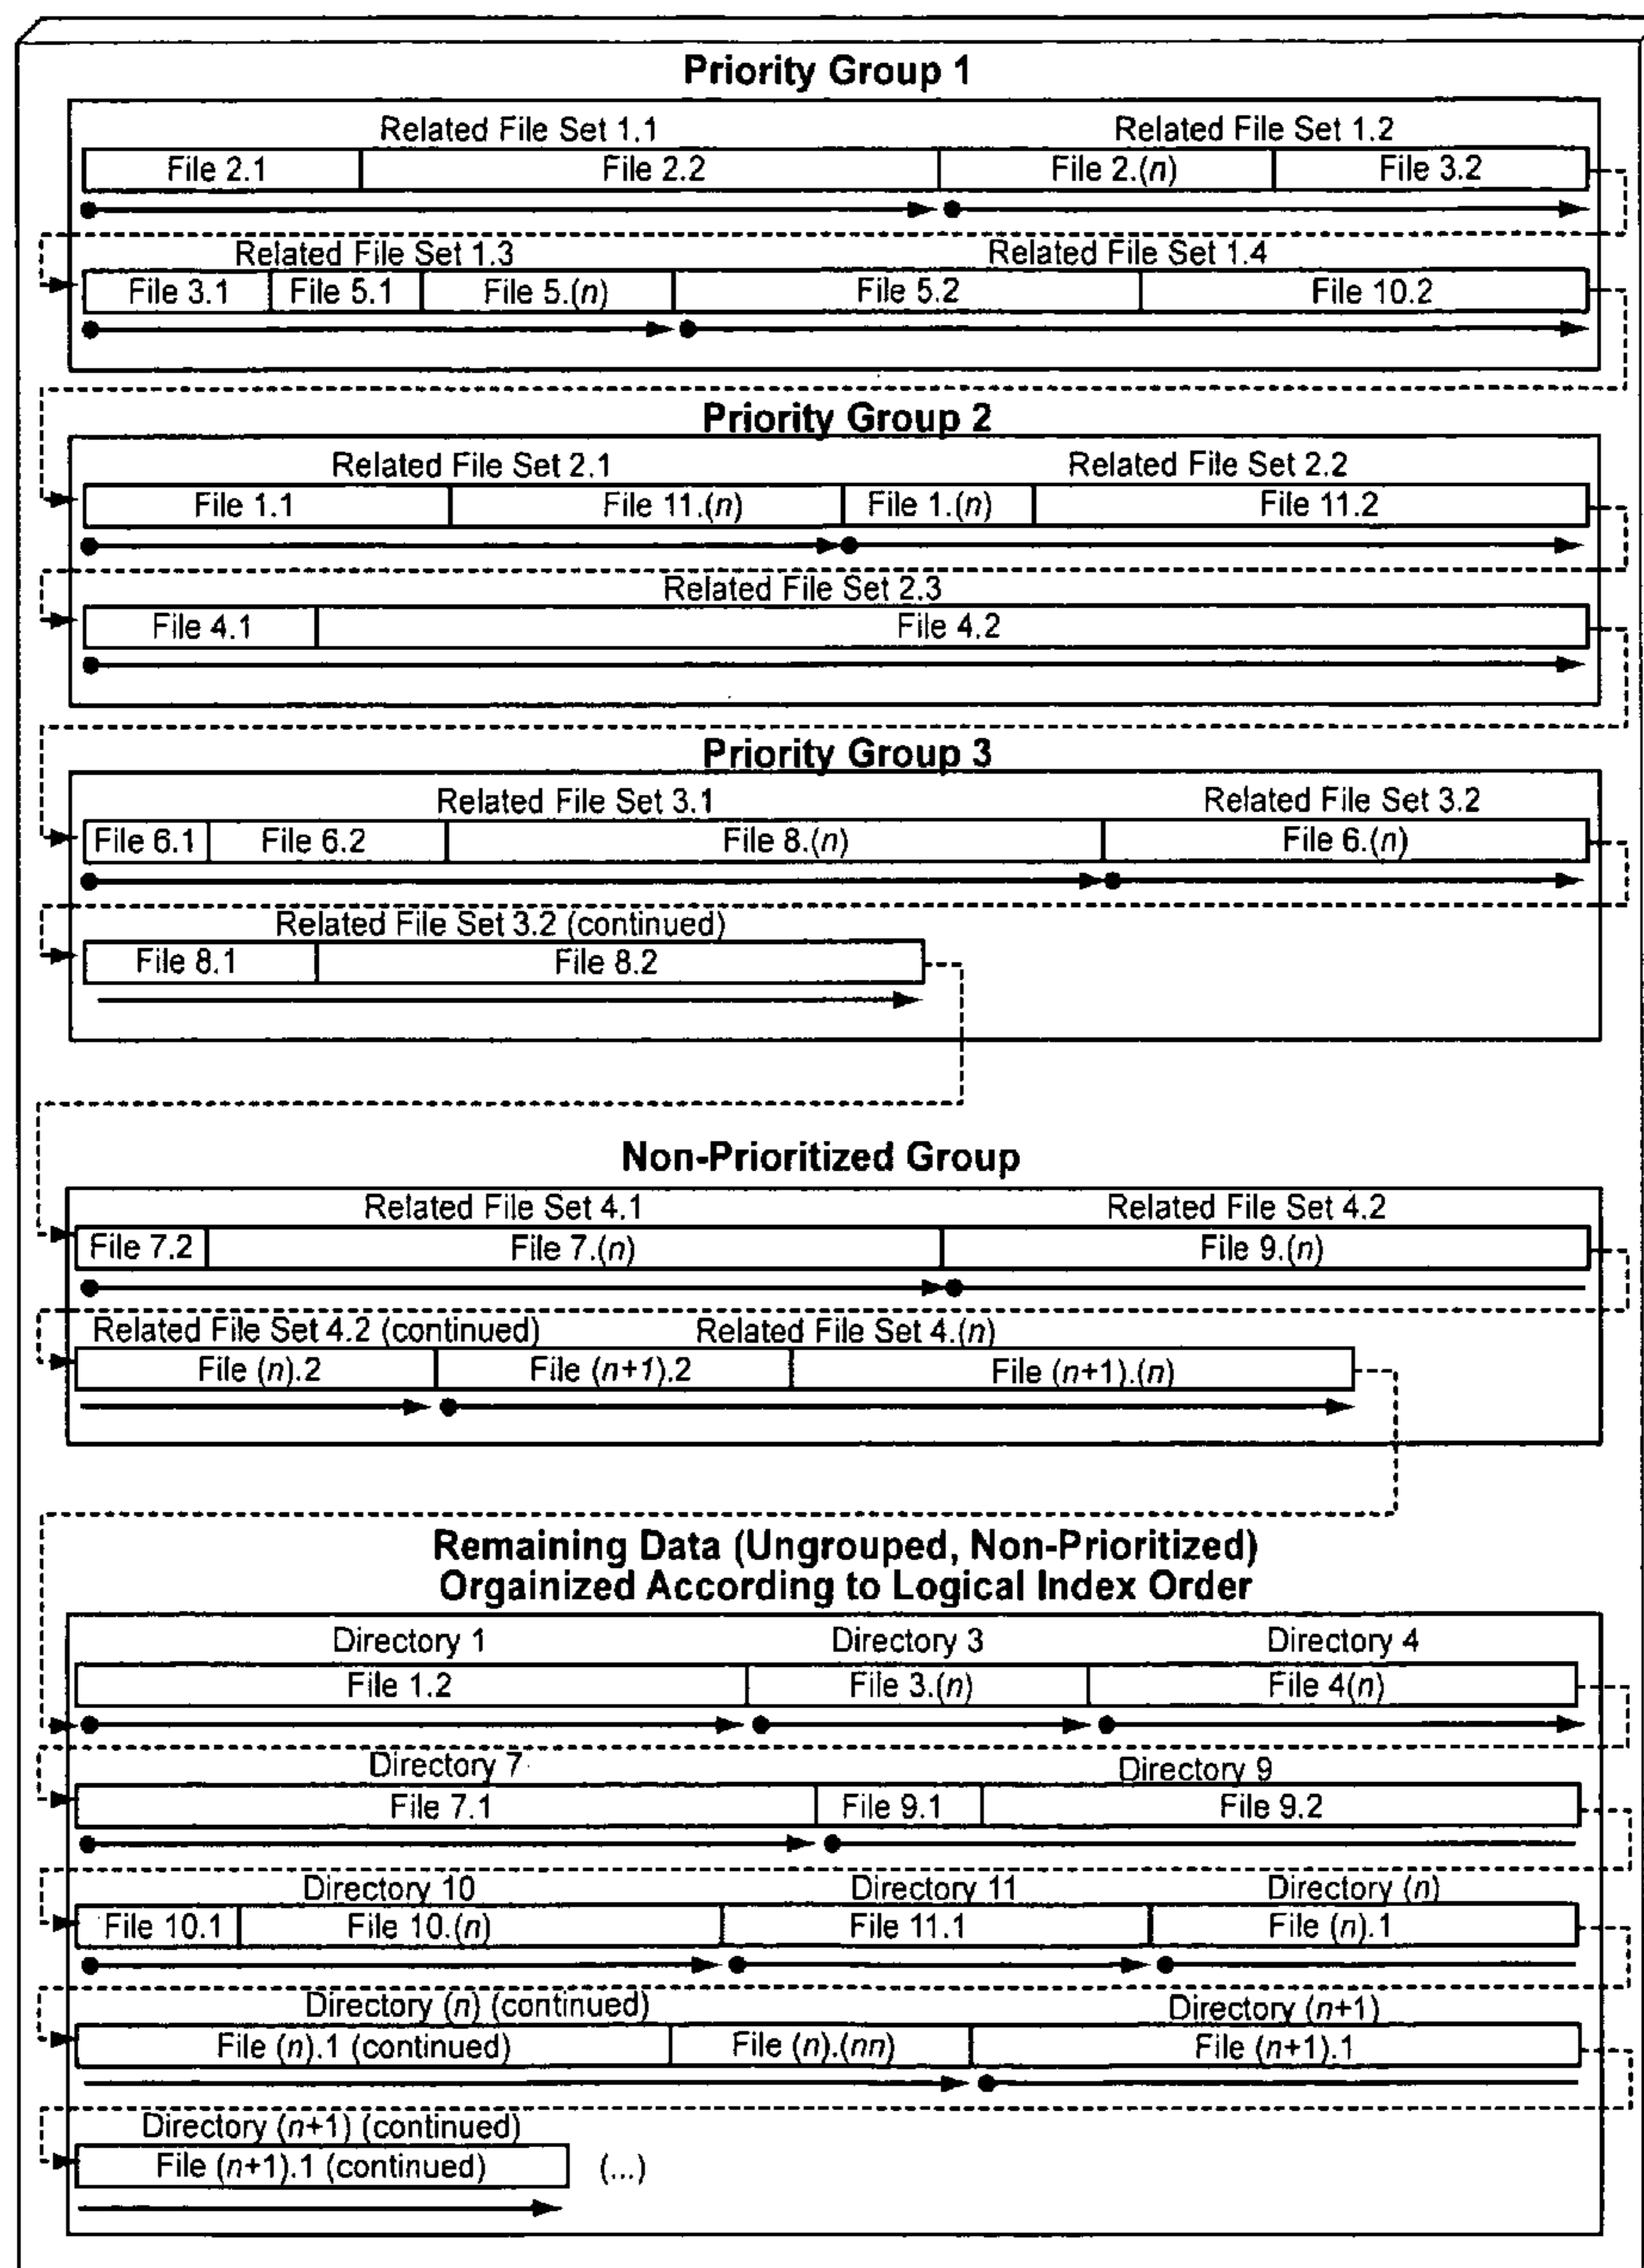 Priority Group 1
Related File Set 1.1 Related File Set 1.2
File 2.1 File 2.2 File 2.(n) File 3.2
Related File Set 1.3 Related File Set 1.4
File 3.1 File 5.1 File 5.(n) File 5.2 File 10.2
Priority Group 2
Related File Set 2.1 Related File Set 2.2
File 1.1 File 11.(n) File 1.(n) File 11.2
Related File Set 2.3
File 4.1 File 4.2
Priority Group 3
Related File Set 3.1 Related File Set 3.2
File 6.1 File 6.2 File 8.(n) File 6.(n)
Related File Set 3.2 (continued)
File 8.1 File 8.2
Non-Prioritized Group
Related File Set 4.1 Related File Set 4.2
File 7.2 File 7.(n) File 9.(n)
Related File Set 4.2 (continued) Related File Set 4.(n)
File (n).2 File (n+1).2 File (n+1).(n)
Remaining Data (Ungrouped, Non-Prioritized)
Orgainized According to Logical Index Order
Directory 1 Directory 3 Directory 4
File 1.2 File 3.(n) File 4(n)
Directory 7 Directory 9
File 7.1 File 9.1 File 9.2
Directory 10 Directory 11 Directory (n)
File 10.1 File 10.(n) File 11.1 File (n).1
Directory (n) (continued) Directory (n+1)
File (n).1 (continued) File (n).(nn) File (n+1).1
Directory (n+1) (continued)
File (n+1).1 (continued) (...)